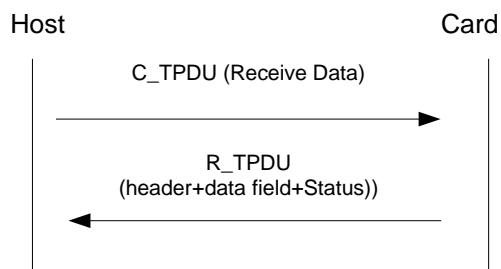 Host
Card
C_TPDU (Receive Data)
R_TPDU
(header+data field+Status))